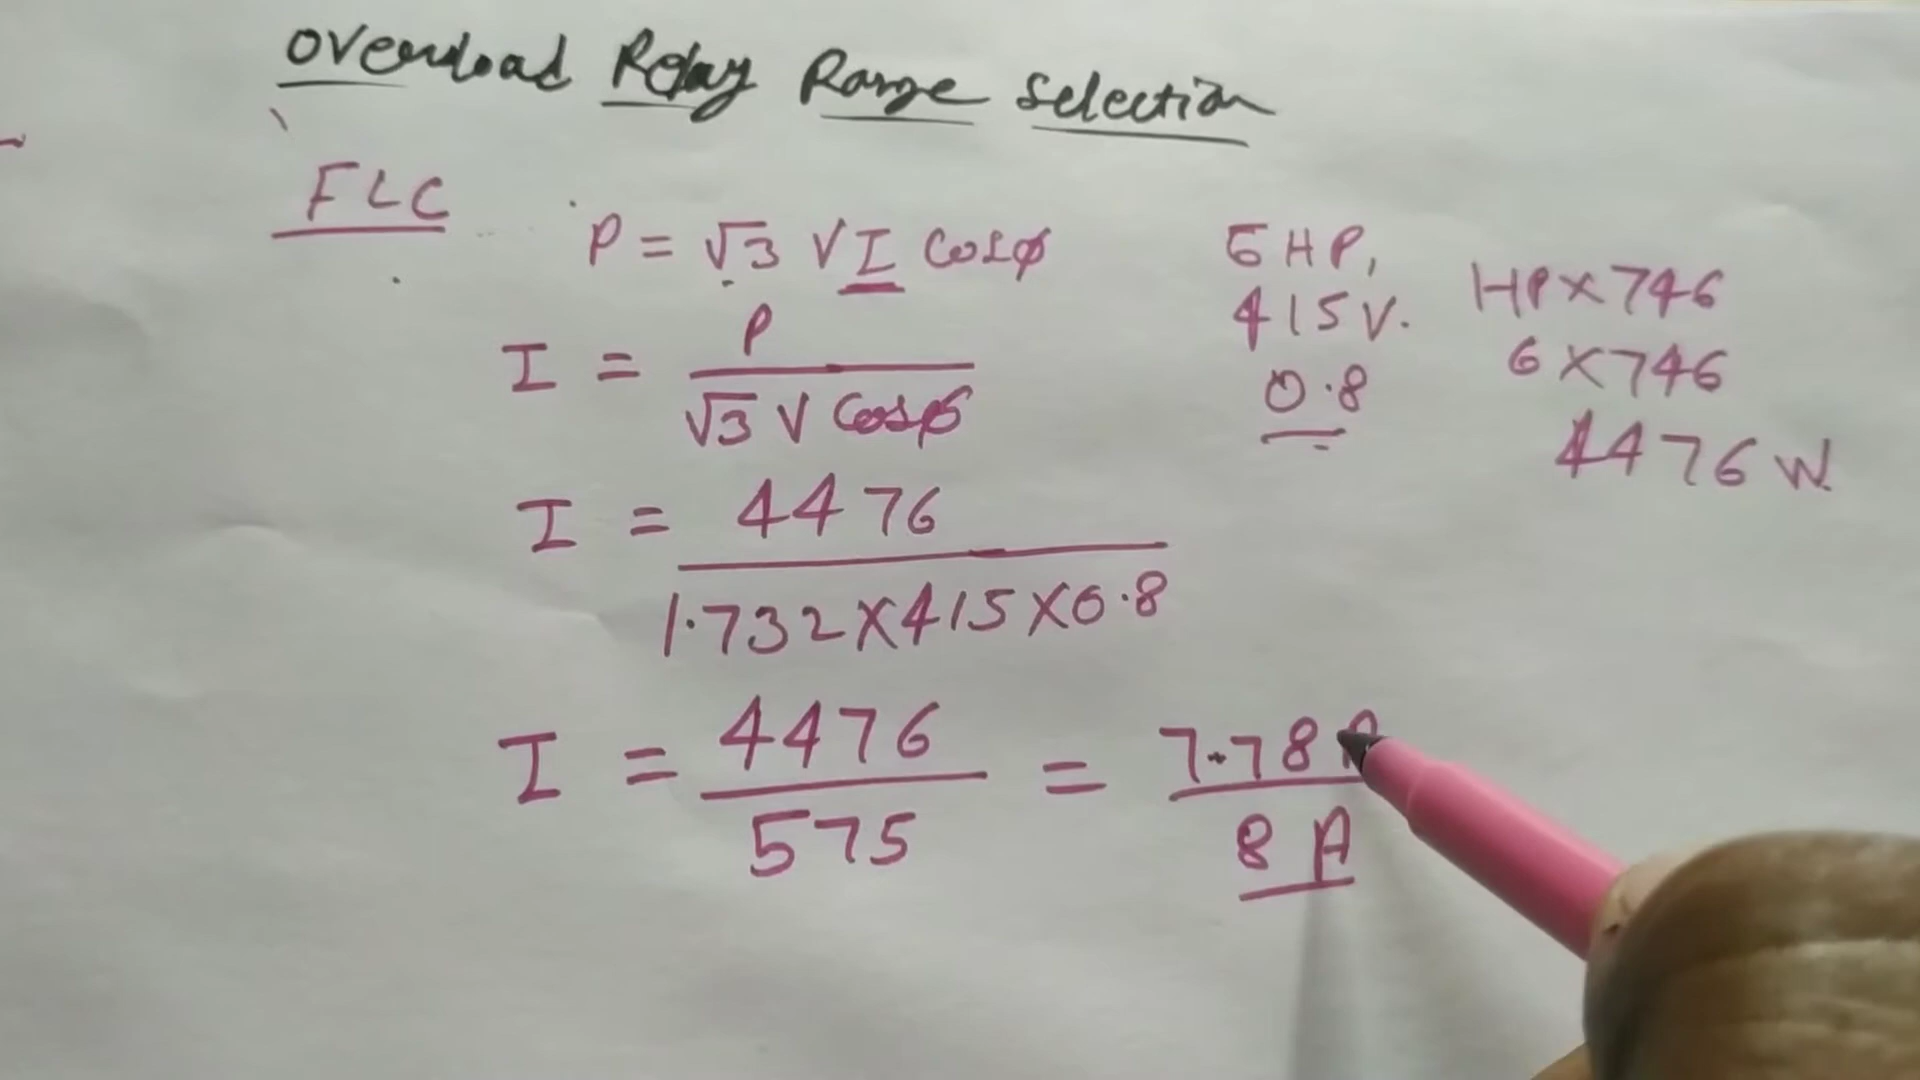 Overload Relay Range Selection
FLC
P = √3 V I Cosφ
I = P / √3 V Cosφ
I = 4476 / 1.732×415×0.8
I = 4476 / 575 = 7.78 A
8 A
6 HP,
415 V.
0.8
HP×746
6×746
4476 W.